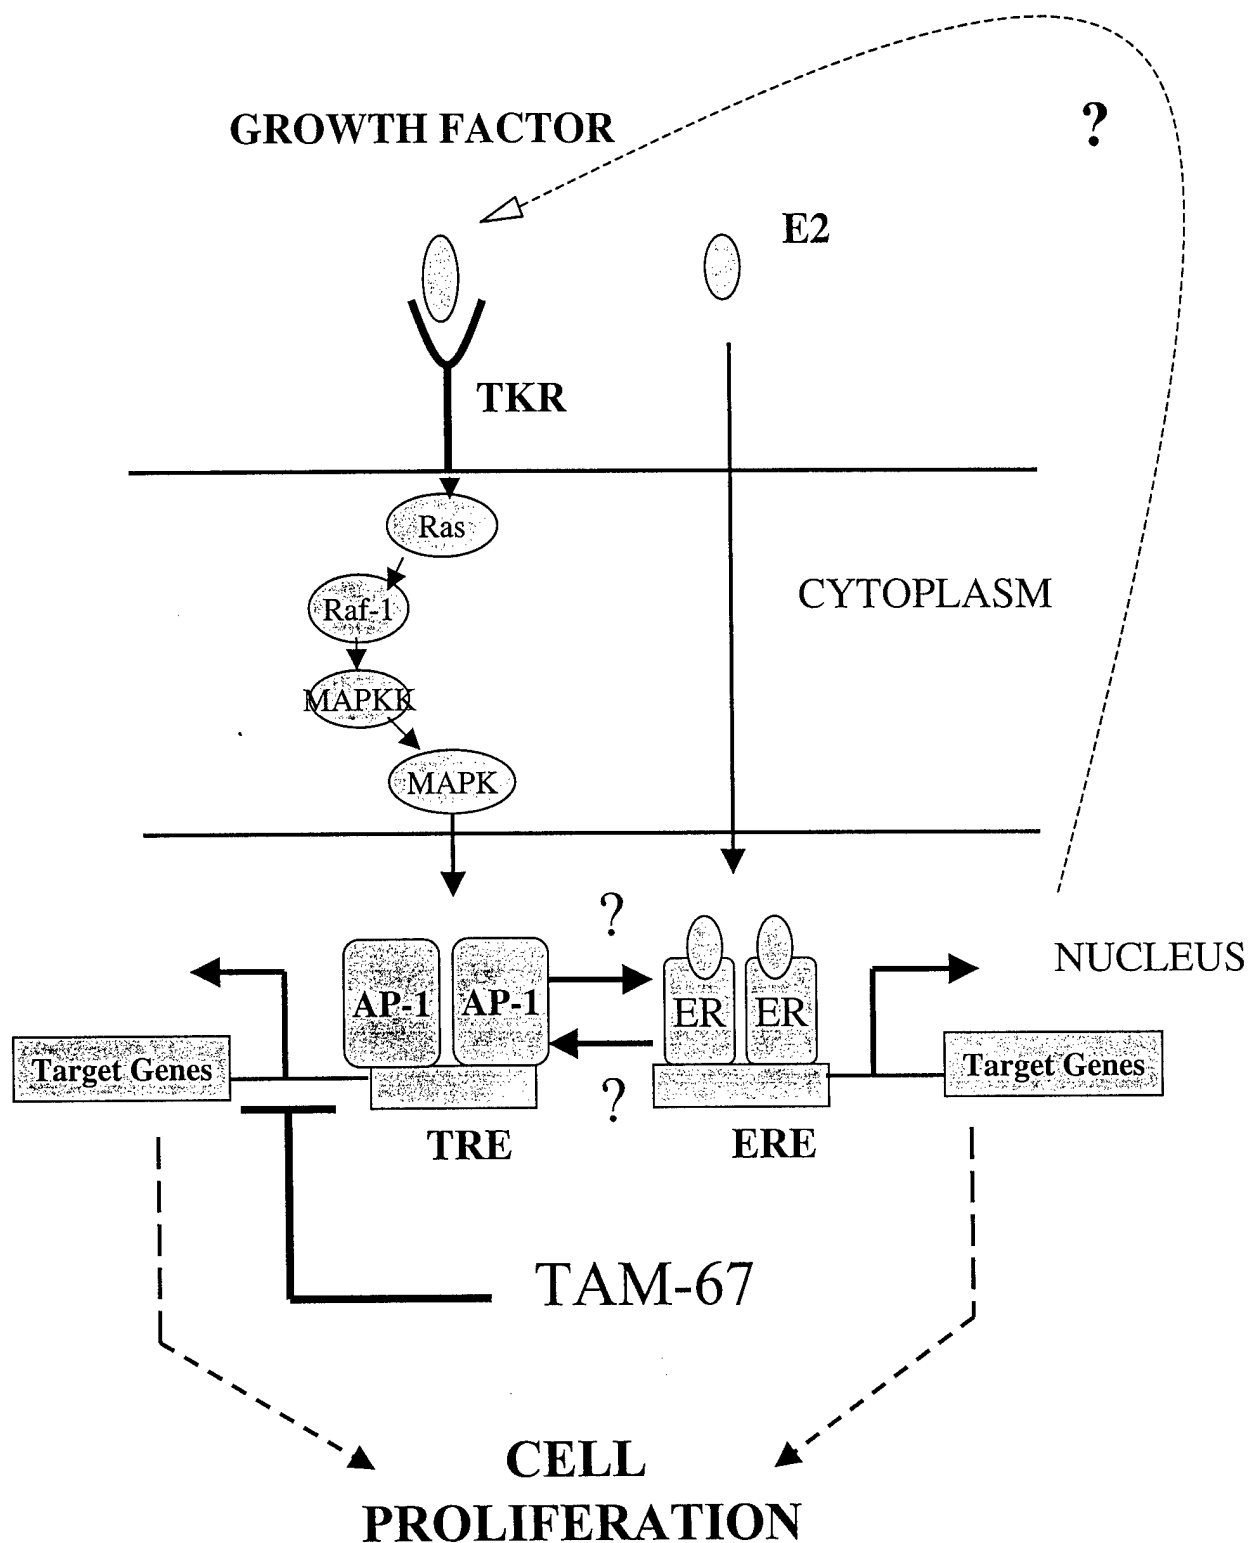 ?
GROWTH FACTOR
E2
TKR
Ras
CYTOPLASM
Raf-1
MAPKK
MAPK
?
NUCLEUS
AP-1 AP-1
ER ER
Target Genes
Target Genes
?
TRE
ERE
TAM-67
CELL
PROLIFERATION